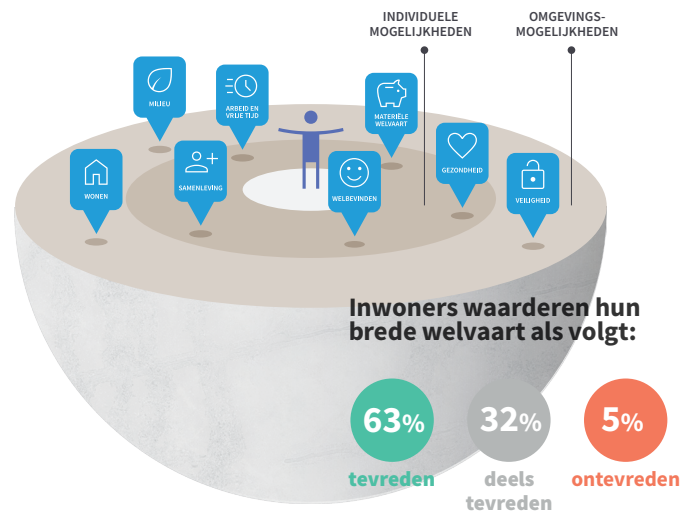 INDIVIDUELE
MOGELIJKHEDEN
OMGEVINGS-
MOGELIJKHEDEN
MILIEU
ARBEID EN
VRIJE TIJD
MATERIËLE
WELVAART
WONEN
SAMENLEVING
WELBEVINDEN
GEZONDHEID
VEILIGHEID
Inwoners waarderen hun
brede welvaart als volgt:
63%
tevreden
32%
deels
tevreden
5%
ontevreden